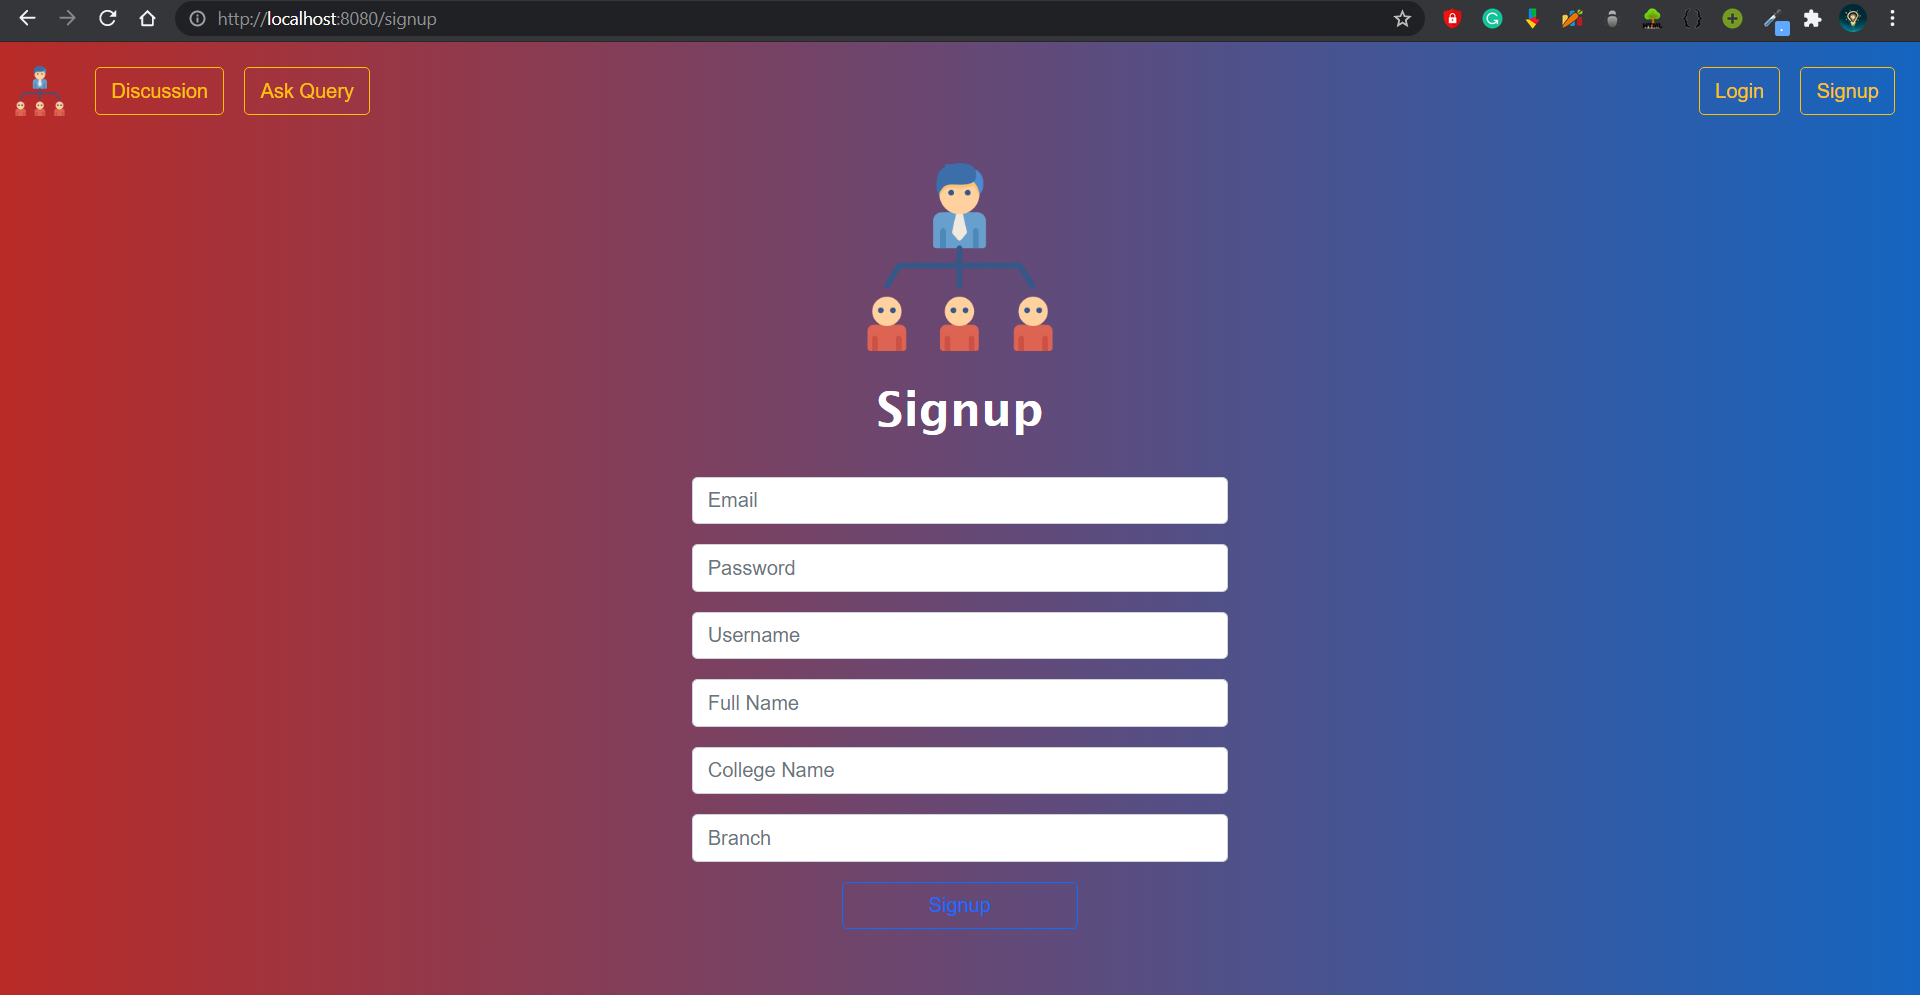 http://localhost:8080/signup
Discussion Ask Query Login Signup
Signup
Email
Password
Username
Full Name
College Name
Branch
Signup